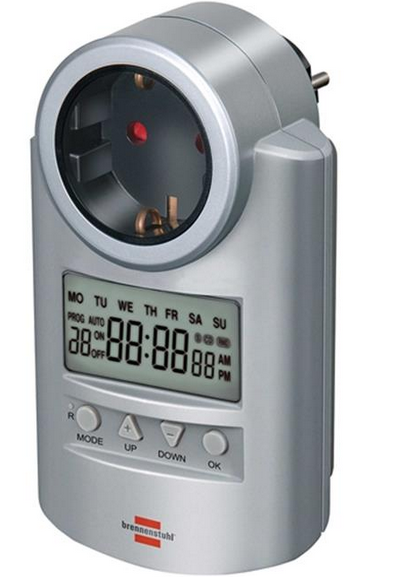 MO TU WE TH FR SA SU
PROG AUTO
28 ON 88:88 88 AM
OFF PM
R
MODE UP DOWN OK
+
−
brennenstuhl